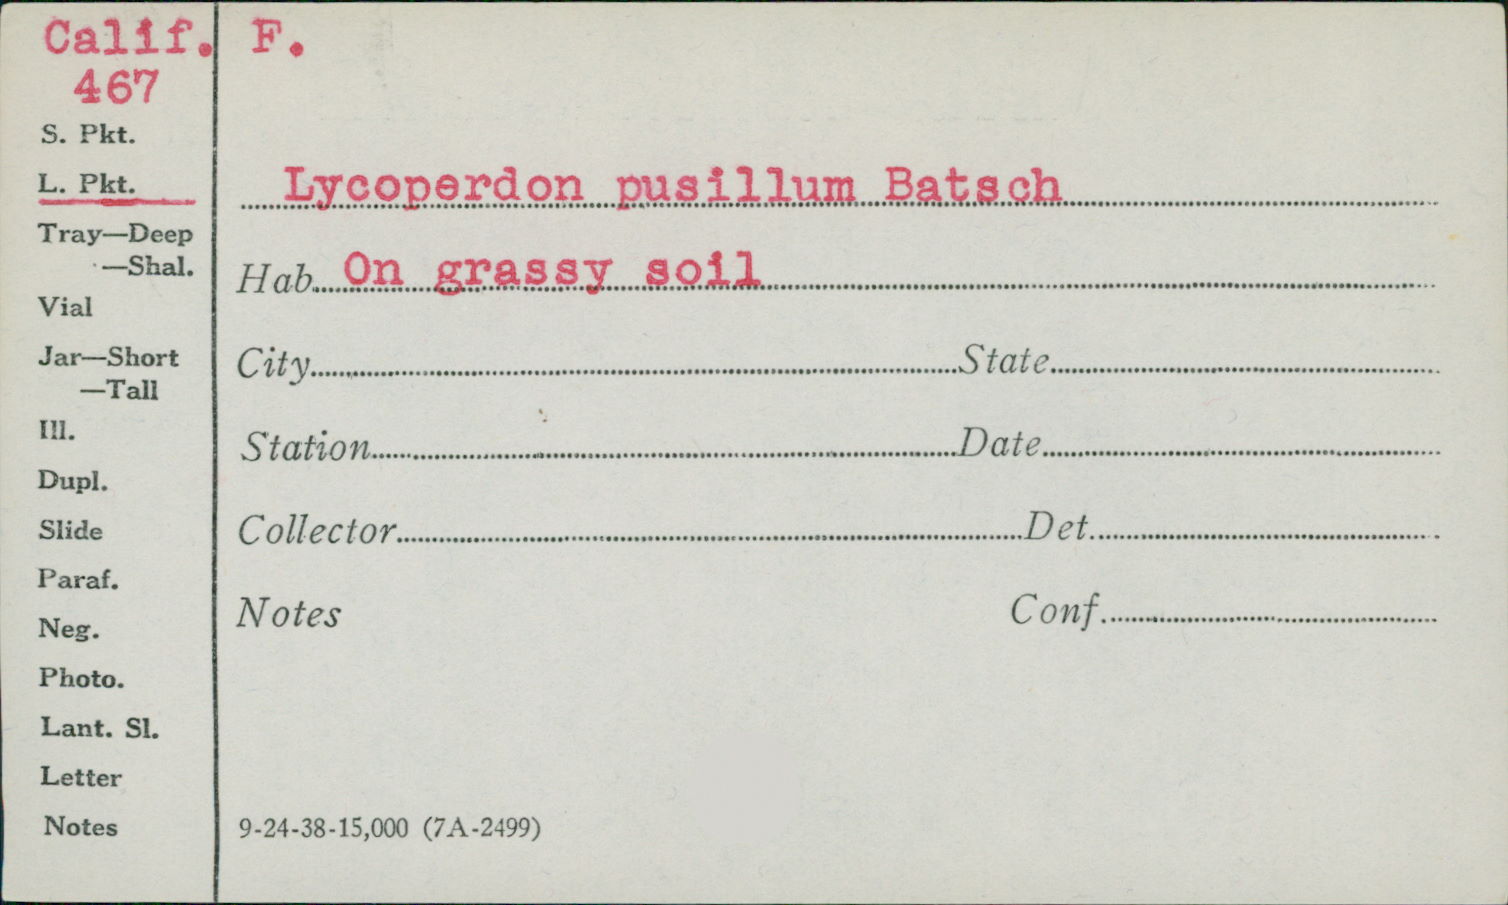 Calif. F.
467
S. Pkt.
L. Pkt.
Tray—Deep
—Shal.
Vial
Jar—Short
—Tall
Ill.
Dupl.
Slide
Paraf.
Neg.
Photo.
Lant. Sl.
Letter
Notes
Lycoperdon pusillum Batsch
Hab. On grassy soil
City State
Station Date
Collector Det.
Notes Conf.
9-24-38-15,000 (7A-2499)